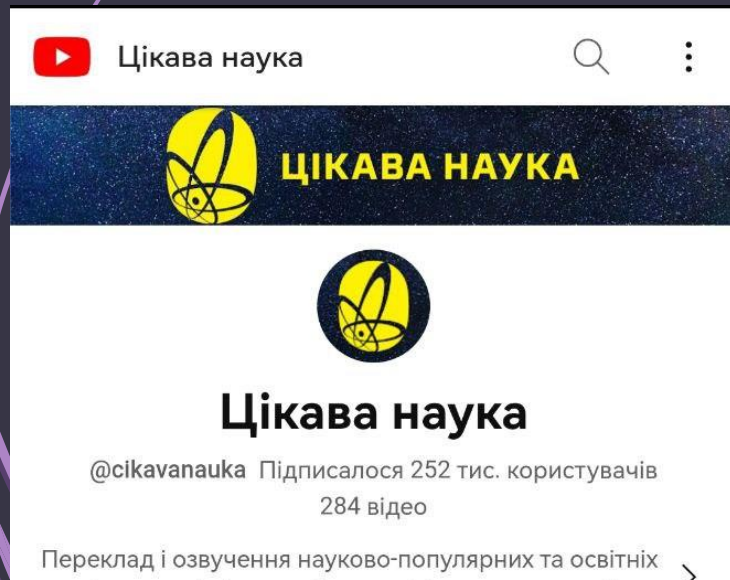 Цікава наука
ЦІКАВА НАУКА
Цікава наука
@cikavanauka Підписалося 252 тис. користувачів
284 відео
Переклад і озвучення науково-популярних та освітніх